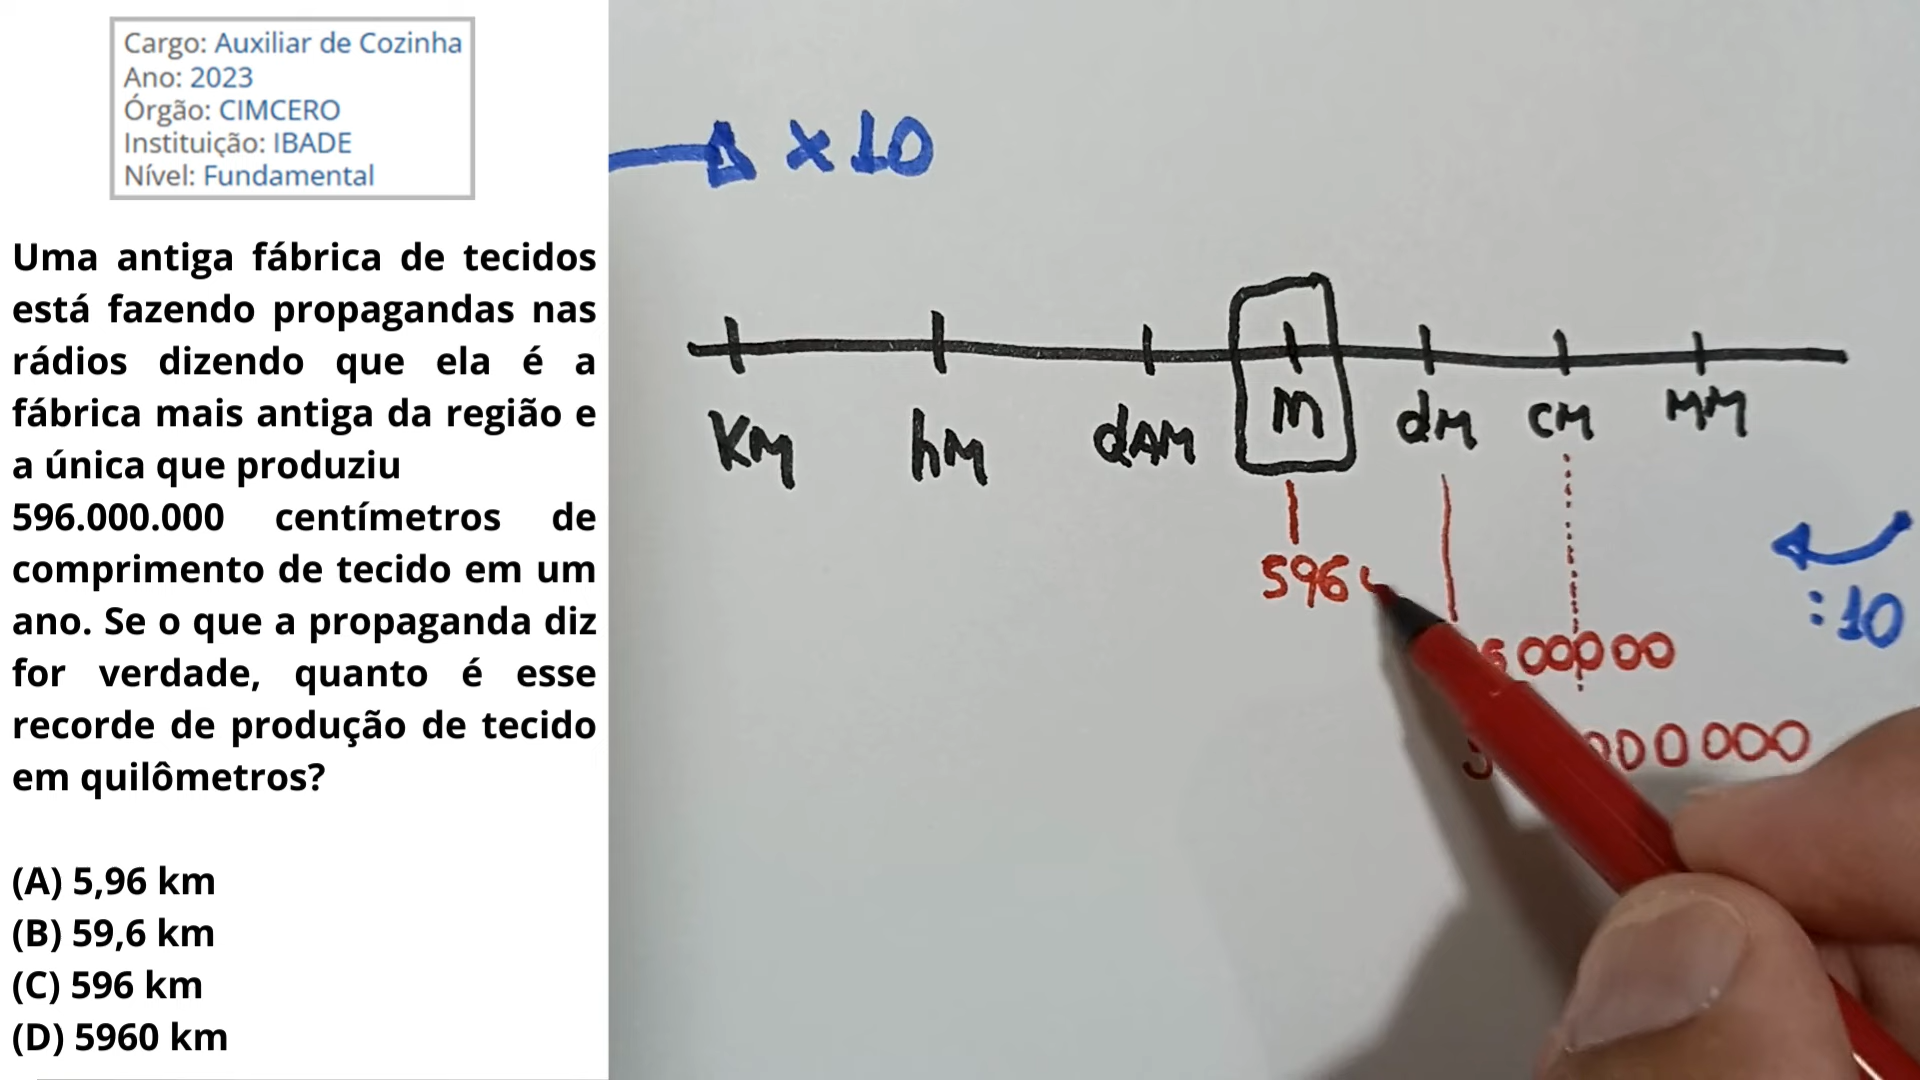 Cargo: Auxiliar de Cozinha
Ano: 2023
Órgão: CIMCERO
Instituição: IBADE
Nível: Fundamental
Uma antiga fábrica de tecidos
está fazendo propagandas nas
rádios dizendo que ela é a
fábrica mais antiga da região e
a única que produziu
596.000.000 centímetros de
comprimento de tecido em um
ano. Se o que a propaganda diz
for verdade, quanto é esse
recorde de produção de tecido
em quilômetros?
(A) 5,96 km
(B) 59,6 km
(C) 596 km
(D) 5960 km
x10
KM hM dAM M dM cM MM
596
:10